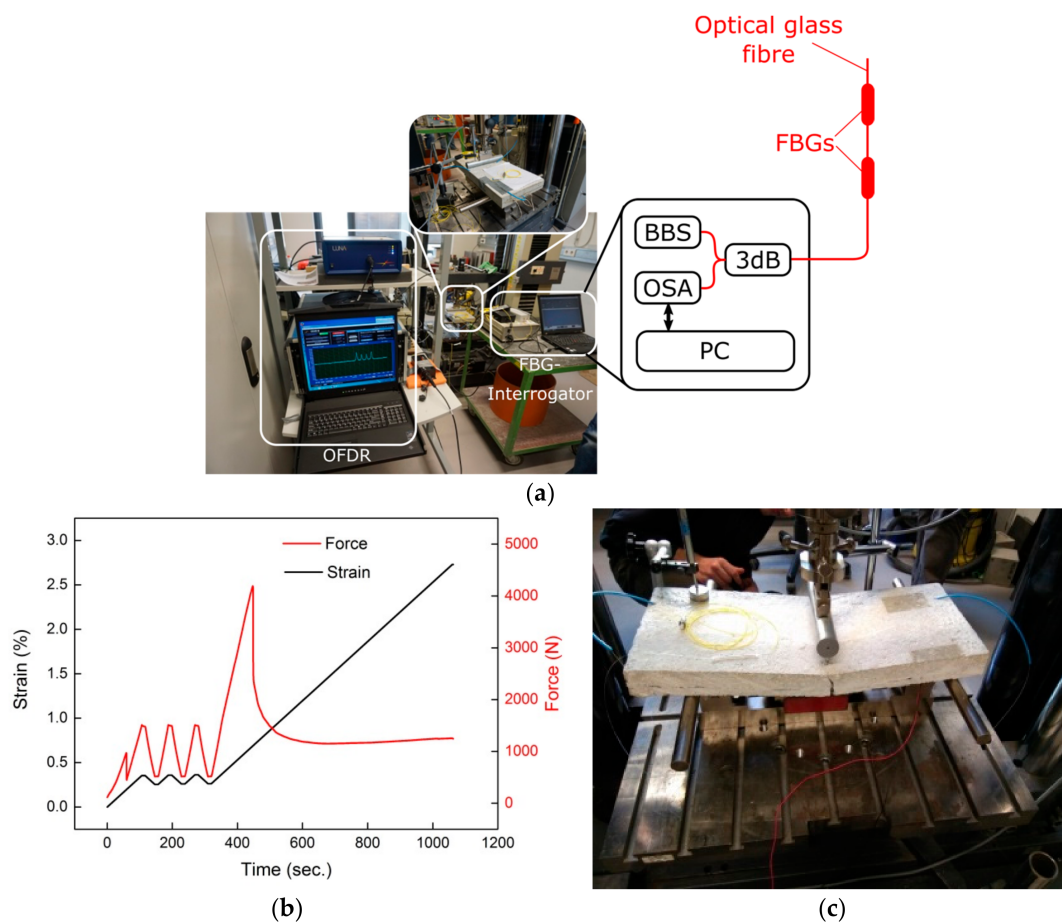 Optical glass
fibre
FBGs
BBS
3dB
OSA
PC
LUNA
FBG-
Interrogator
OFDR
(a)
3.0
2.5
2.0
1.5
1.0
0.5
0.0
Strain (%)
Force
Strain
5000
4000
3000
2000
1000
0
Force (N)
0
200
400
600
800
1000
1200
Time (sec.)
(b)
(c)